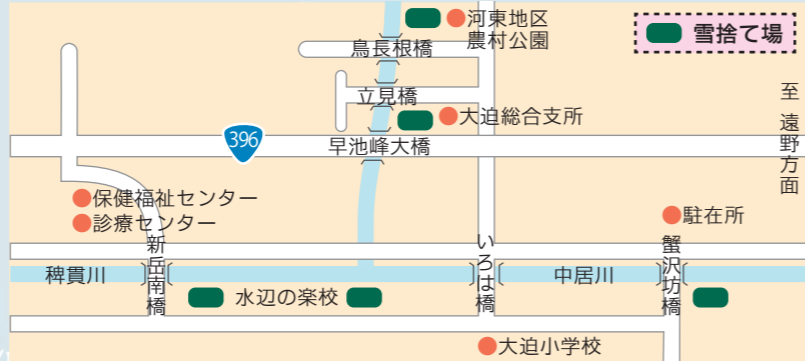 河東地区
農村公園
雪捨て場
鳥長根橋
立見橋
大迫総合支所
至 遠野方面
396
早池峰大橋
保健福祉センター
診療センター
駐在所
新岳南橋
いろは橋
蟹沢坊橋
稗貫川
中居川
水辺の楽校
大迫小学校